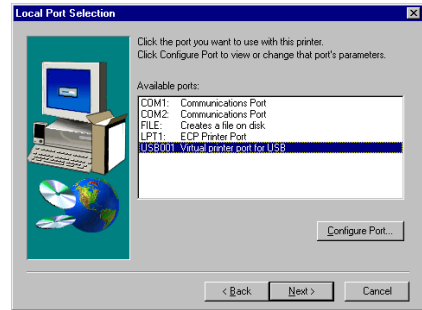 Local Port Selection
Click the port you want to use with this printer.
Click Configure Port to view or change that port's parameters.
Available ports:
COM1: Communications Port
COM2: Communications Port
FILE: Creates a file on disk
LPT1: ECP Printer Port
USB001 Virtual printer port for USB
Configure Port...
< Back Next > Cancel